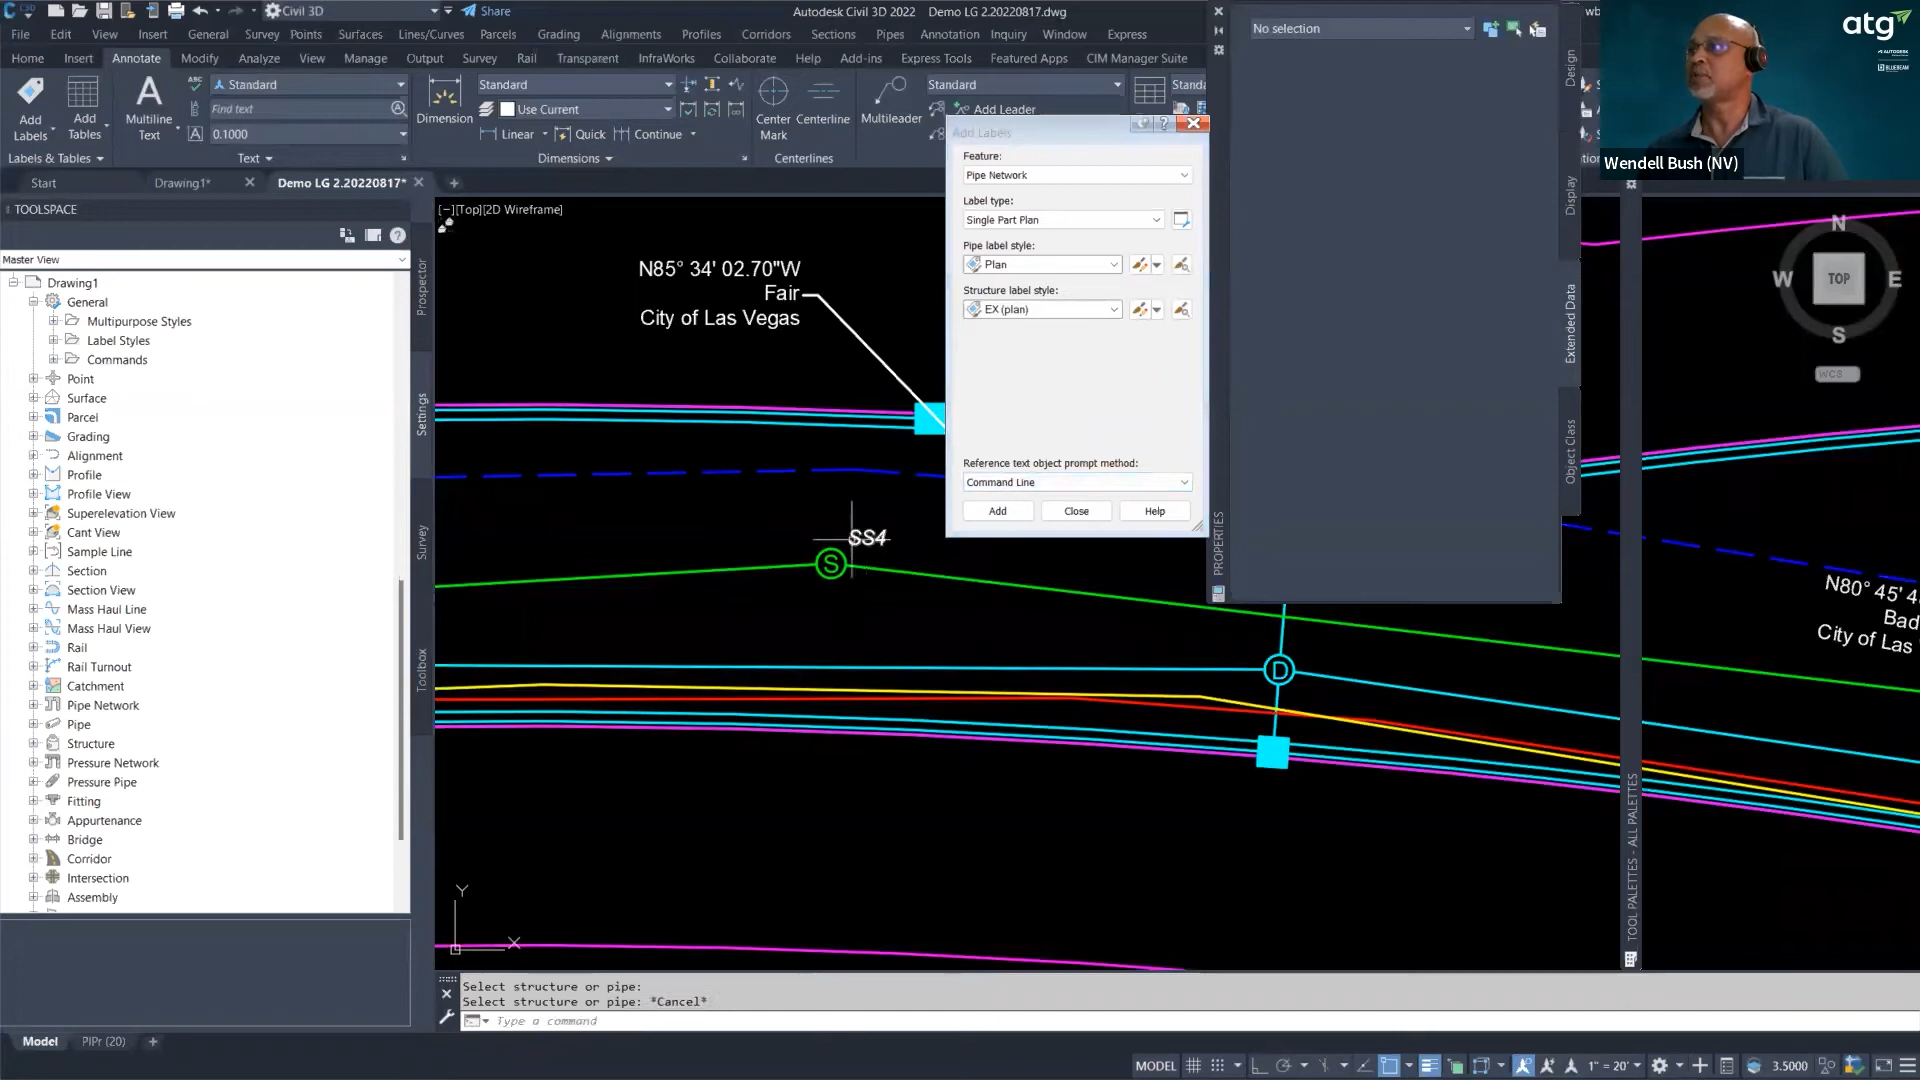 Civil 3D
Share
Autodesk Civil 3D 2022 Demo LG 2.20220817.dwg
File Edit View Insert General Survey Points Surfaces Lines/Curves Parcels Grading Alignments Profiles Corridors Sections Pipes Annotation Inquiry Window Express
Home Insert Annotate Modify Analyze View Manage Output Survey Rail Transparent InfraWorks Collaborate Help Add-ins Express Tools Featured Apps CIM Manager Suite
Add Labels
Add Tables
Multiline Text
ABC
Standard
Find text
0.1000
Dimension
Standard
Use Current
Linear
Quick
Continue
Center Mark
Centerline
Multileader
Standard
Add Leader
Labels & Tables
Text
Dimensions
Centerlines
Start
Drawing1*
Demo LG 2.20220817*
TOOLSPACE
Master View
Drawing1
General
Multipurpose Styles
Label Styles
Commands
Point
Surface
Parcel
Grading
Alignment
Profile
Profile View
Superelevation View
Cant View
Sample Line
Section
Section View
Mass Haul Line
Mass Haul View
Rail
Rail Turnout
Catchment
Pipe Network
Pipe
Structure
Pressure Network
Pressure Pipe
Fitting
Appurtenance
Bridge
Corridor
Intersection
Assembly
Prospector
Settings
Survey
Toolbox
[−][Top][2D Wireframe]
N85° 34' 02.70"W
Fair
City of Las Vegas
SS4
S
D
Y
X
Add Labels
Feature:
Pipe Network
Label type:
Single Part Plan
Pipe label style:
Plan
Structure label style:
EX (plan)
Reference text object prompt method:
Command Line
Add
Close
Help
No selection
Design
Display
Extended Data
Object Class
PROPERTIES
TOOL PALETTES - ALL PALETTES
Wendell Bush (NV)
atg
AUTODESK
BLUEBEAM
N
W
TOP
E
S
WCS
Bad
City of Las
Select structure or pipe:
Select structure or pipe: *Cancel*
Type a command
Model
PIPr (20)
MODEL
1" = 20'
3.5000